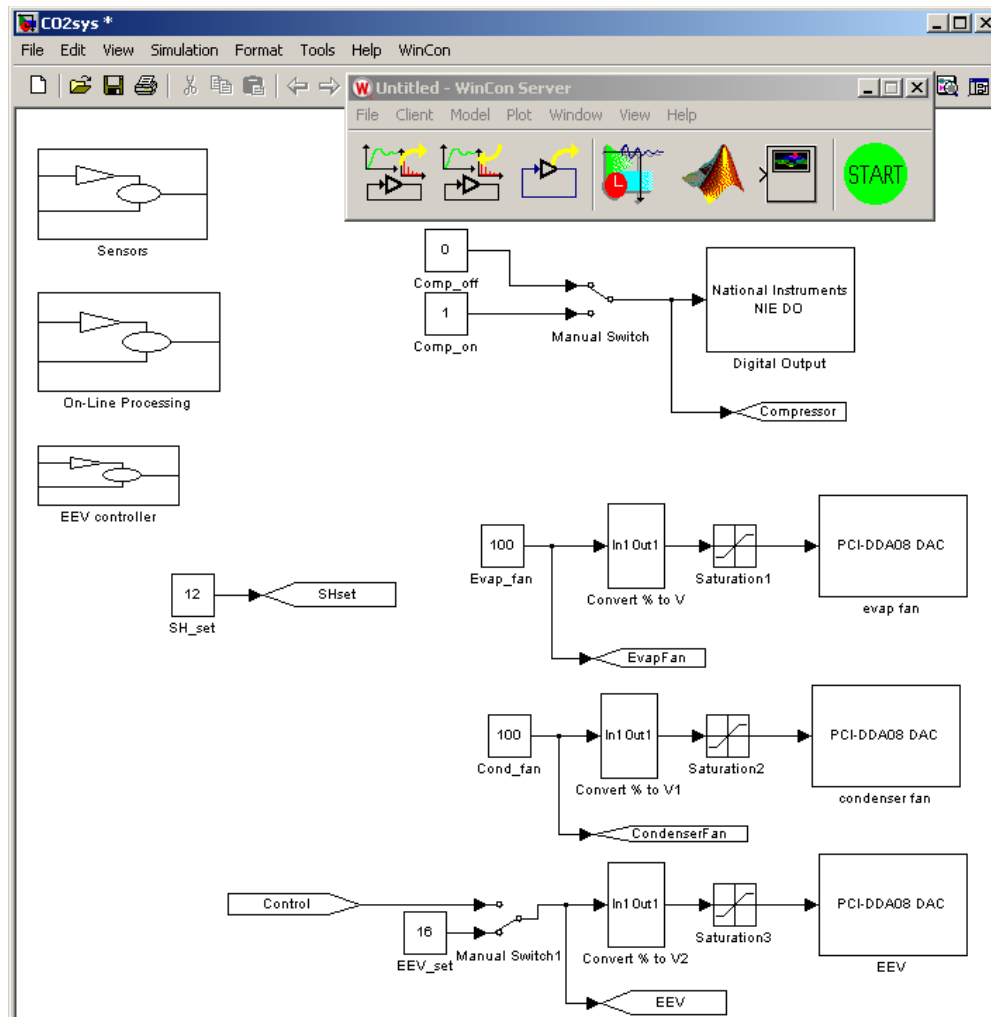 CO2sys *
File Edit View Simulation Format Tools Help WinCon
Untitled - WinCon Server
File Client Model Plot Window View Help
START
Sensors
0
Comp_off
1
Comp_on
Manual Switch
National Instruments
NIE DO
Digital Output
Compressor
On-Line Processing
EEV controller
12
SH_set
SHset
100
Evap_fan
In1 Out1
Convert % to V
Saturation1
PCI-DDA08 DAC
evap fan
EvapFan
100
Cond_fan
In1 Out1
Convert % to V1
Saturation2
PCI-DDA08 DAC
condenser fan
CondenserFan
Control
16
EEV_set
Manual Switch1
In1 Out1
Convert % to V2
Saturation3
PCI-DDA08 DAC
EEV
EEV